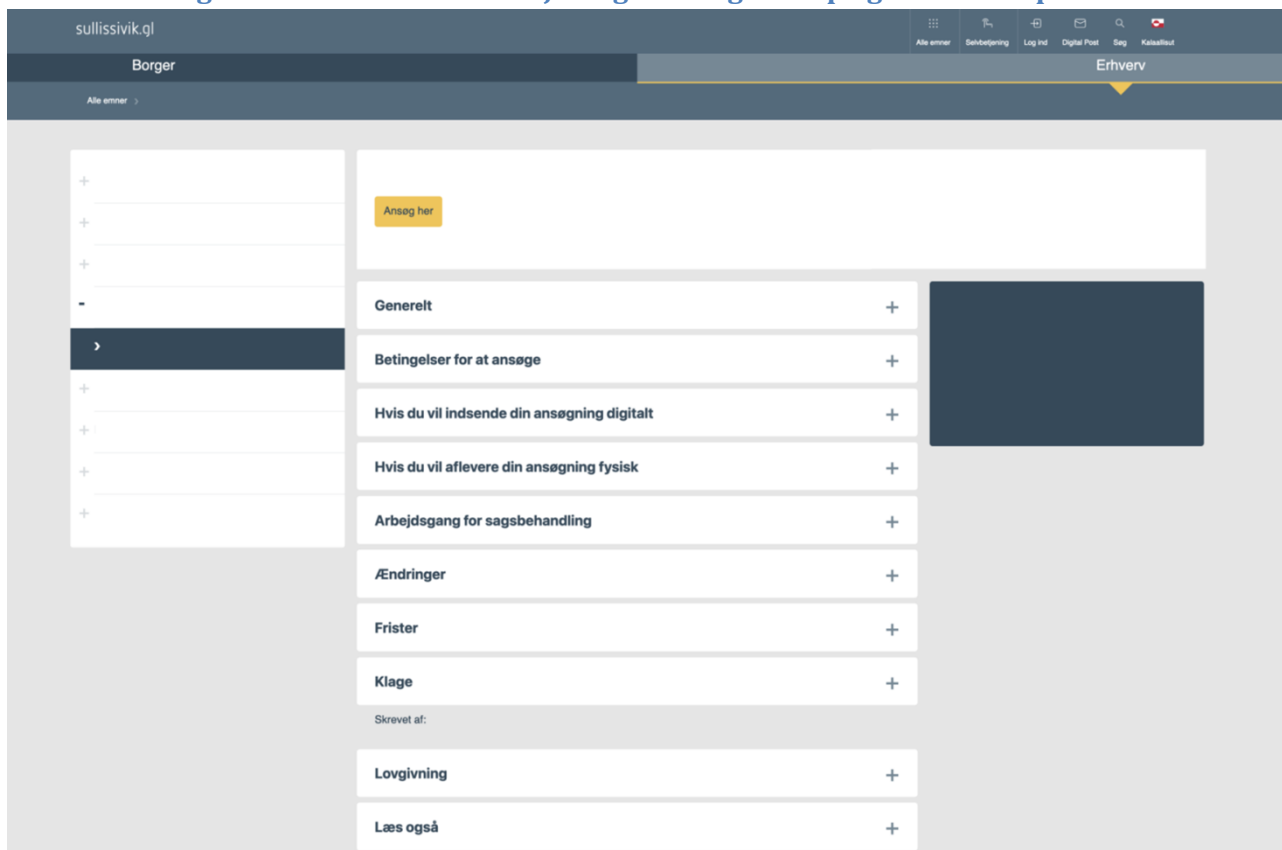 sullissivik.gl
Alle emner
Selvbetjening
Log ind
Digital Post
Søg
Kalaallisut
Borger
Erhverv
Alle emner >
Ansøg her
Generelt
Betingelser for at ansøge
Hvis du vil indsende din ansøgning digitalt
Hvis du vil aflevere din ansøgning fysisk
Arbejdsgang for sagsbehandling
Ændringer
Frister
Klage
Skrevet af:
Lovgivning
Læs også